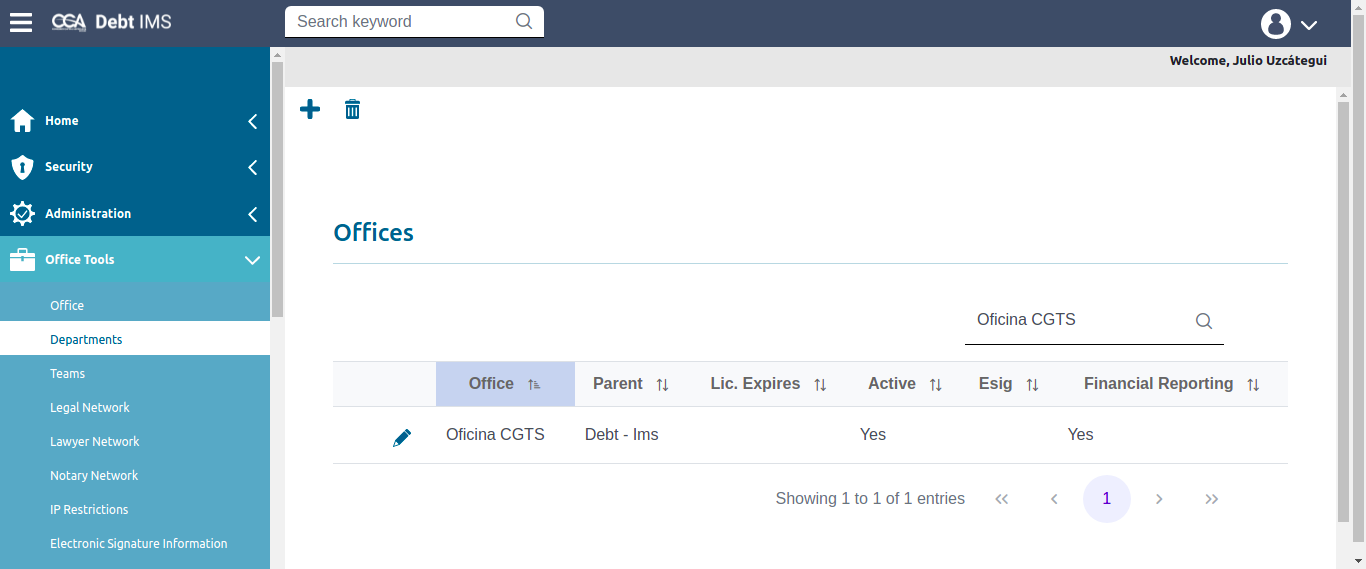 CGA Debt IMS
Search keyword
Welcome, Julio Uzcátegui
Home
Security
Administration
Office Tools
Office
Departments
Teams
Legal Network
Lawyer Network
Notary Network
IP Restrictions
Electronic Signature Information
Offices
Oficina CGTS
Office Parent Lic. Expires Active Esig Financial Reporting
Oficina CGTS Debt - Ims Yes Yes
Showing 1 to 1 of 1 entries 1